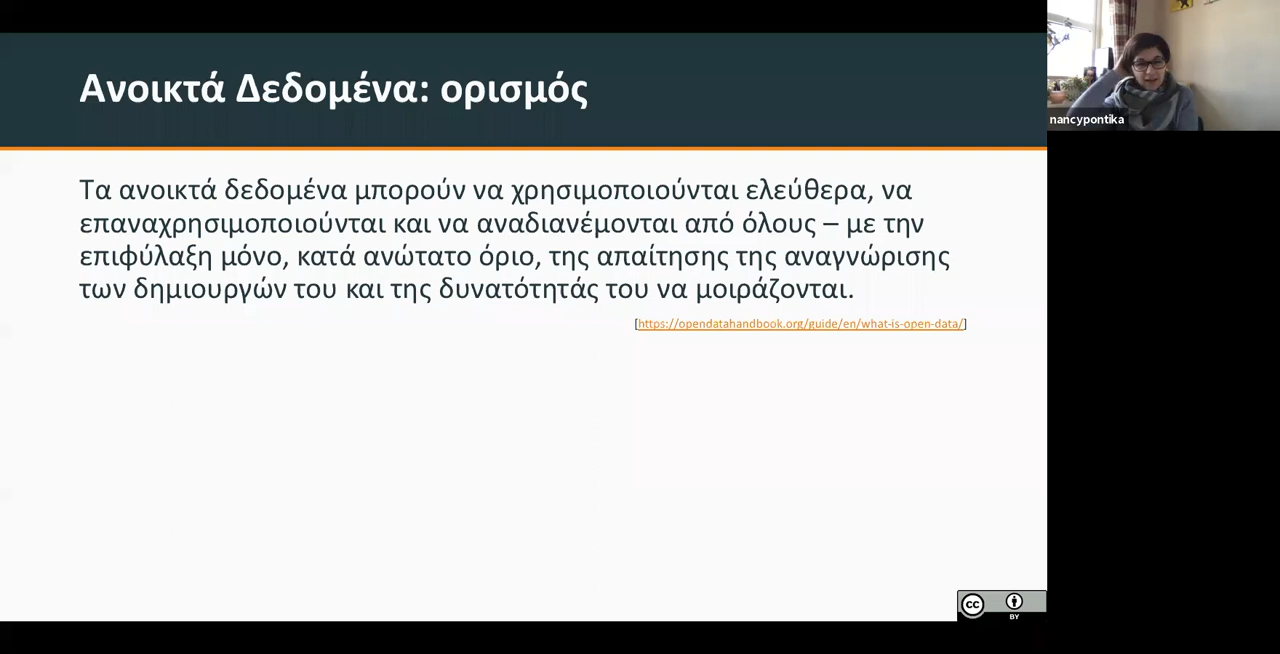 Ανοικτά Δεδομένα: ορισμός
nancypontika
Τα ανοικτά δεδομένα μπορούν να χρησιμοποιούνται ελεύθερα, να
επαναχρησιμοποιούνται και να αναδιανέμονται από όλους – με την
επιφύλαξη μόνο, κατά ανώτατο όριο, της απαίτησης της αναγνώρισης
των δημιουργών του και της δυνατότητάς του να μοιράζονται.
[https://opendatahandbook.org/guide/en/what-is-open-data/]
cc
BY